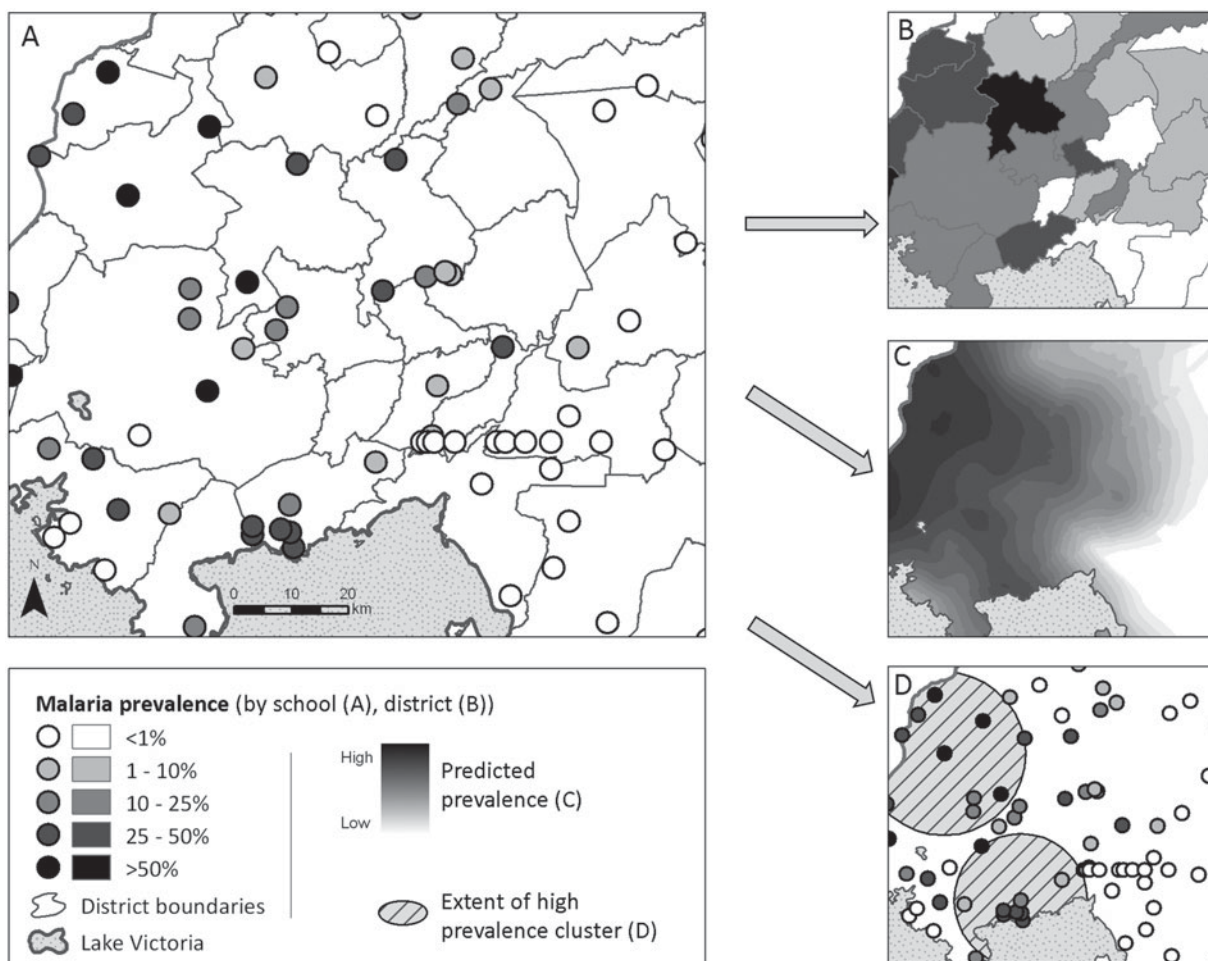 A
N
0 10 20
km
Malaria prevalence (by school (A), district (B))
<1%
1 - 10%
10 - 25%
25 - 50%
>50%
District boundaries
Lake Victoria
High
Low
Predicted
prevalence (C)
Extent of high
prevalence cluster (D)
B
C
D